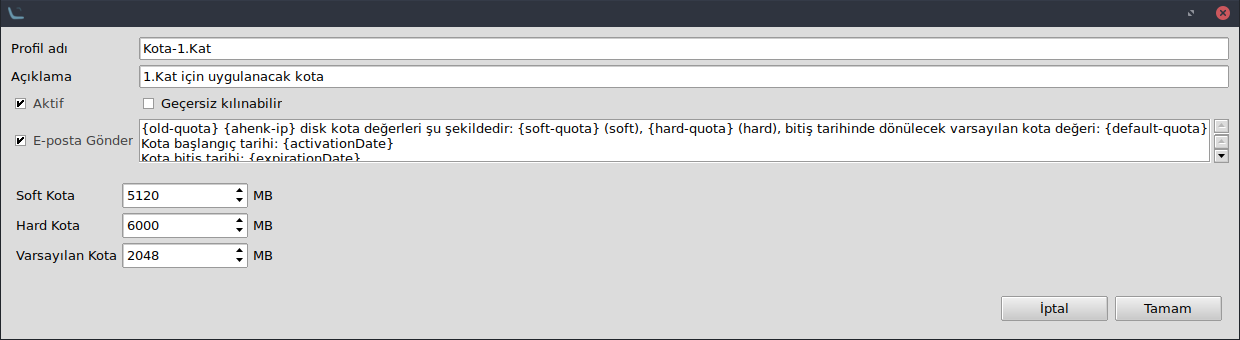 Profil adı Kota-1.Kat
Açıklama 1.Kat için uygulanacak kota
Aktif Geçersiz kılınabilir
E-posta Gönder
{old-quota} {ahenk-ip} disk kota değerleri şu şekildedir: {soft-quota} (soft), {hard-quota} (hard), bitiş tarihinde dönülecek varsayılan kota değeri: {default-quota}
Kota başlangıç tarihi: {activationDate}
Kota bitiş tarihi: {expirationDate}
Soft Kota 5120 MB
Hard Kota 6000 MB
Varsayılan Kota 2048 MB
İptal Tamam